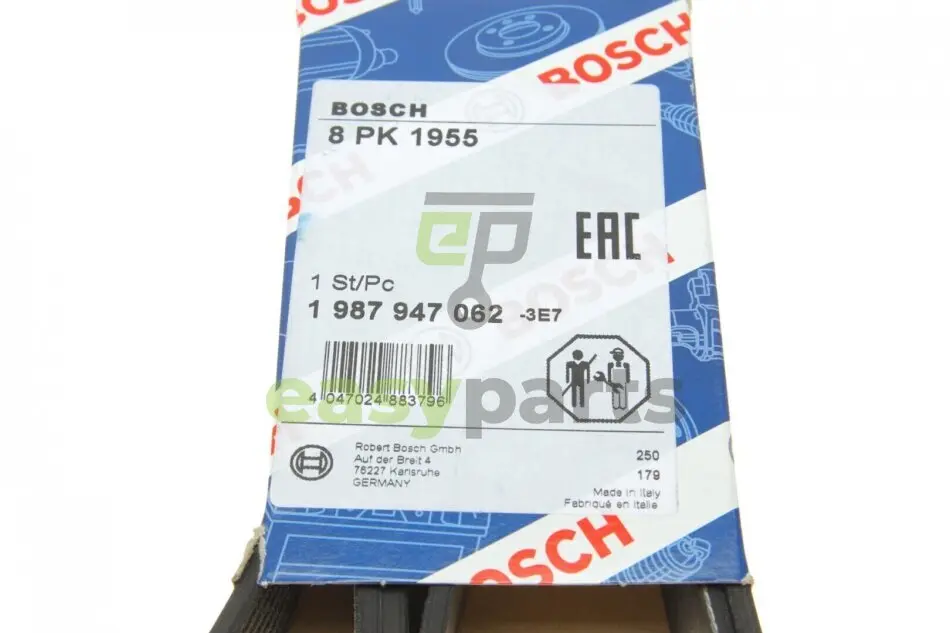 BOSCH
BOSCH
BOSCH
8 PK 1955
ep
EAC
1 St/Pc
1 987 947 062 -3E7
4 047024 883796
easyparts
Robert Bosch Gmbh
Auf der Breit 4
76227 Karlsruhe
GERMANY
250
179
Made in Italy
Fabriqué en Italie
BOSCH